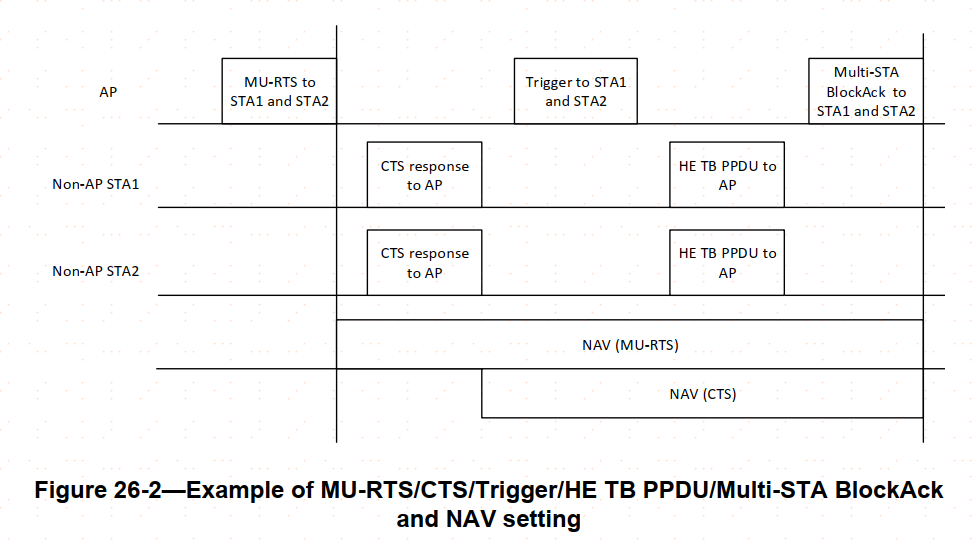 AP
MU-RTS to
STA1 and STA2
Trigger to STA1
and STA2
Multi-STA
BlockAck to
STA1 and STA2
Non-AP STA1
CTS response
to AP
HE TB PPDU to
AP
Non-AP STA2
CTS response
to AP
HE TB PPDU to
AP
NAV (MU-RTS)
NAV (CTS)
Figure 26-2—Example of MU-RTS/CTS/Trigger/HE TB PPDU/Multi-STA BlockAck
and NAV setting